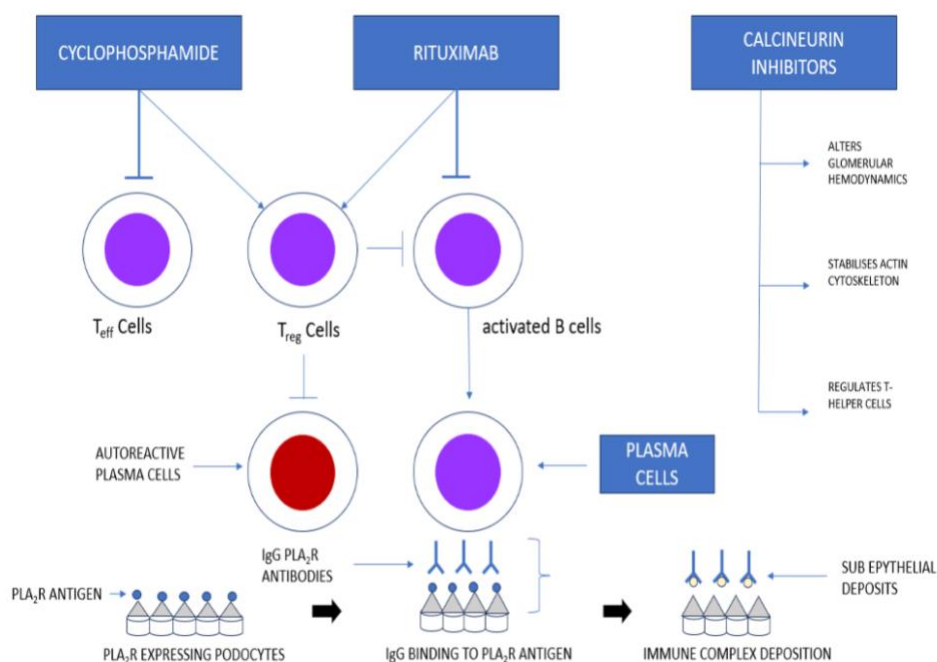 CYCLOPHOSPHAMIDE
RITUXIMAB
CALCINEURIN
INHIBITORS
ALTERS
GLOMERULAR
HEMODYNAMICS
STABILISES ACTIN
CYTOSKELETON
REGULATES T-
HELPER CELLS
T_eff Cells
T_reg Cells
activated B cells
AUTOREACTIVE
PLASMA CELLS
PLASMA
CELLS
IgG PLA₂R
ANTIBODIES
PLA₂R ANTIGEN
SUB EPYTHELIAL
DEPOSITS
PLA₂R EXPRESSING PODOCYTES
IgG BINDING TO PLA₂R ANTIGEN
IMMUNE COMPLEX DEPOSITION